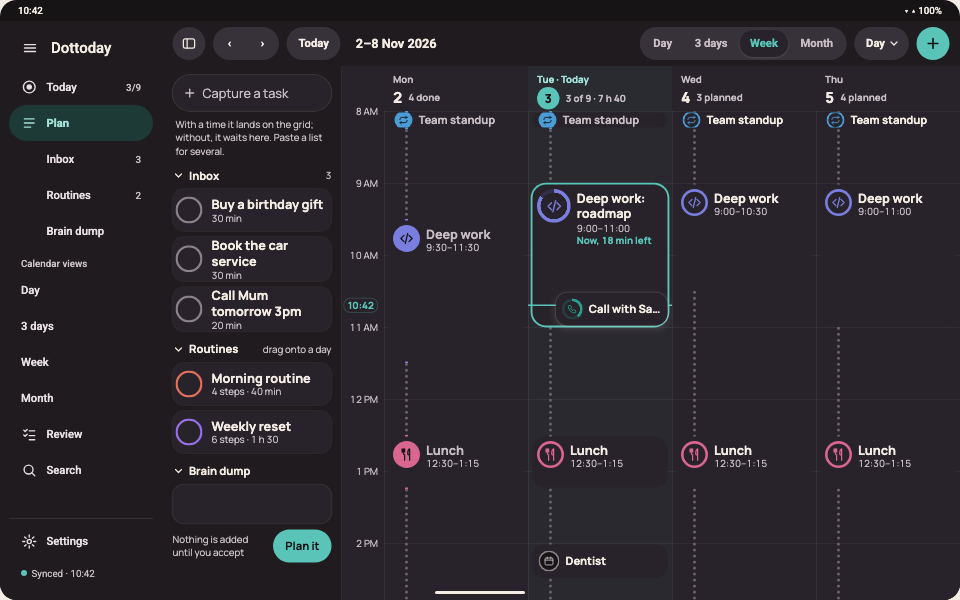 10:42
100%
Dottoday
Today 3/9
Plan
Inbox 3
Routines 2
Brain dump
Calendar views
Day
3 days
Week
Month
Review
Search
Settings
Synced · 10:42
Today
2–8 Nov 2026
Day
3 days
Week
Month
Day
Capture a task
With a time it lands on the grid;
without, it waits here. Paste a list
for several.
Inbox 3
Buy a birthday gift
30 min
Book the car
service
30 min
Call Mum
tomorrow 3pm
20 min
Routines drag onto a day
Morning routine
4 steps · 40 min
Weekly reset
6 steps · 1 h 30
Brain dump
Nothing is added
until you accept
Plan it
Mon
2 4 done
Tue · Today
3 3 of 9 · 7 h 40
Wed
4 3 planned
Thu
5 4 planned
8 AM
9 AM
10 AM
10:42
11 AM
12 PM
1 PM
2 PM
Team standup
Deep work
9:30–11:30
Lunch
12:30–1:15
Team standup
Deep work:
roadmap
9:00–11:00
Now, 18 min left
Call with Sa...
Lunch
12:30–1:15
Dentist
Team standup
Deep work
9:00–10:30
Lunch
12:30–1:15
Team standup
Deep work
9:00–11:00
Lunch
12:30–1:15